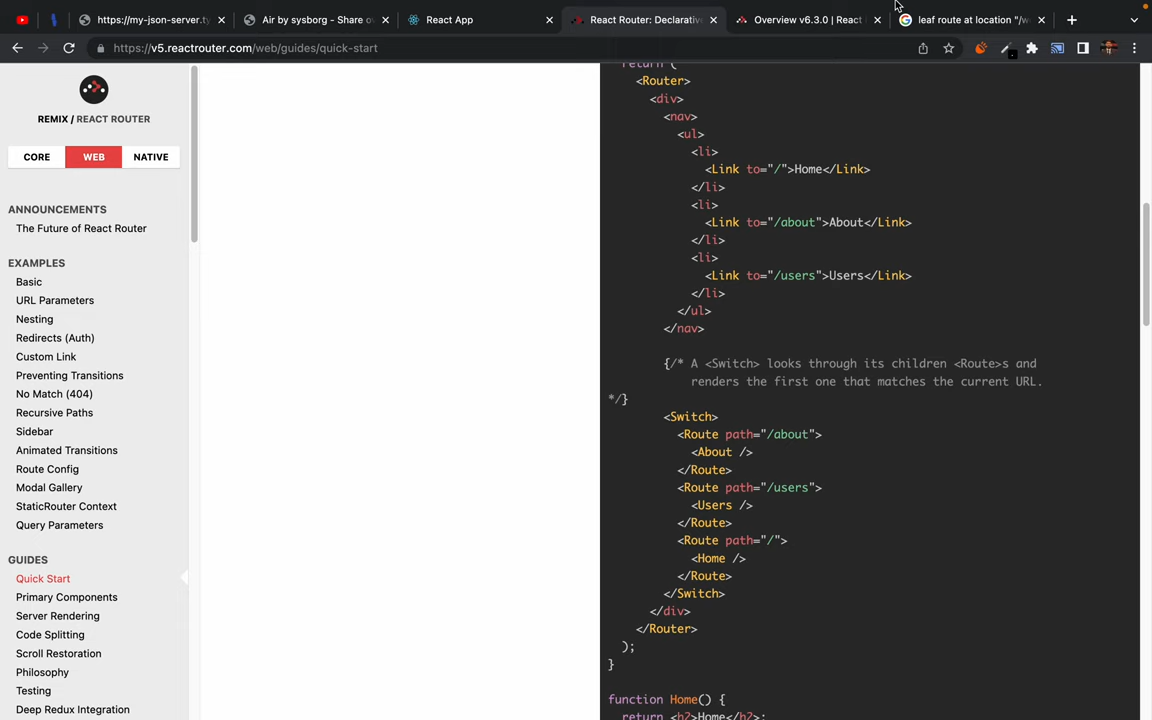 https://my-json-server.ty
Air by sysborg - Share o
React App
React Router: Declarative
Overview v6.3.0 | React
leaf route at location "/w
https://v5.reactrouter.com/web/guides/quick-start
REMIX / REACT ROUTER
CORE
WEB
NATIVE
ANNOUNCEMENTS
The Future of React Router
EXAMPLES
Basic
URL Parameters
Nesting
Redirects (Auth)
Custom Link
Preventing Transitions
No Match (404)
Recursive Paths
Sidebar
Animated Transitions
Route Config
Modal Gallery
StaticRouter Context
Query Parameters
GUIDES
Quick Start
Primary Components
Server Rendering
Code Splitting
Scroll Restoration
Philosophy
Testing
Deep Redux Integration
return (
<Router>
<div>
<nav>
<ul>
<li>
<Link to="/">Home</Link>
</li>
<li>
<Link to="/about">About</Link>
</li>
<li>
<Link to="/users">Users</Link>
</li>
</ul>
</nav>
{/* A <Switch> looks through its children <Route>s and
renders the first one that matches the current URL.
*/}
<Switch>
<Route path="/about">
<About />
</Route>
<Route path="/users">
<Users />
</Route>
<Route path="/">
<Home />
</Route>
</Switch>
</div>
</Router>
);
}
function Home() {
return <h2>Home</h2>;